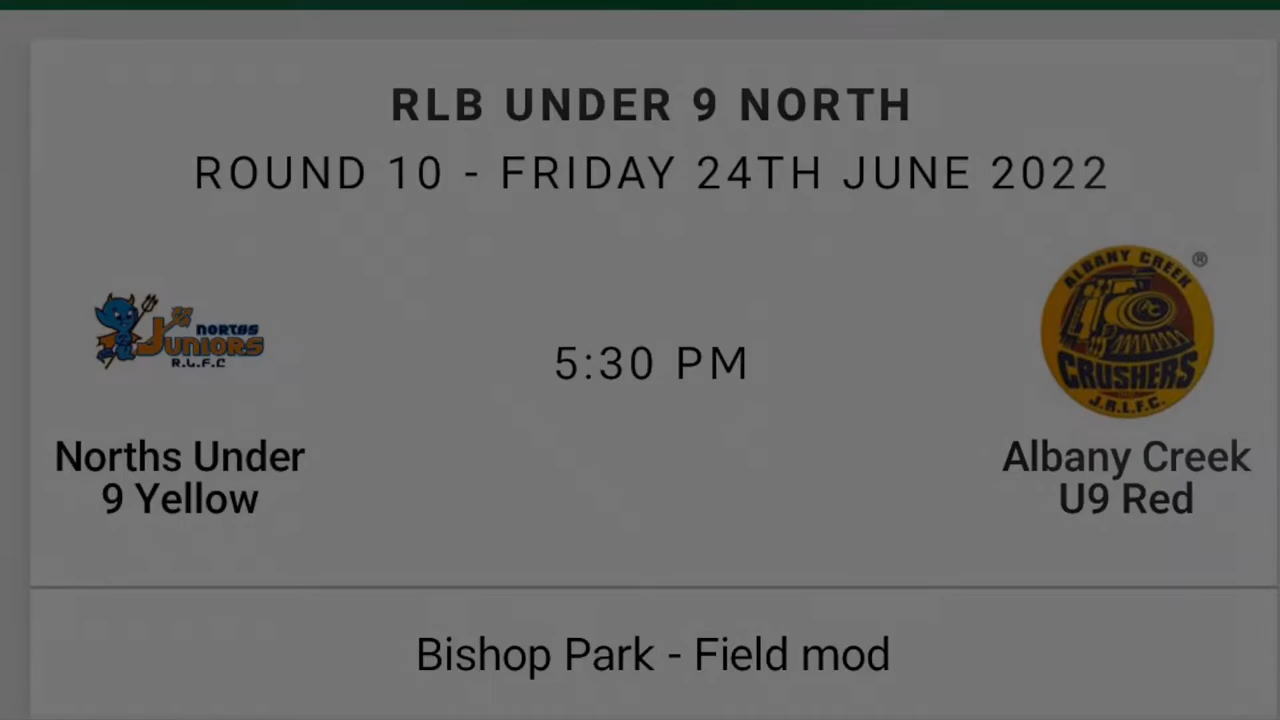 RLB UNDER 9 NORTH
ROUND 10 - FRIDAY 24TH JUNE 2022
ALBANY CREEK
®
NORTHS
JUNIORS
R.L.F.C
5:30 PM
CRUSHERS
J.R.L.F.C.
Norths Under
9 Yellow
Albany Creek
U9 Red
Bishop Park - Field mod